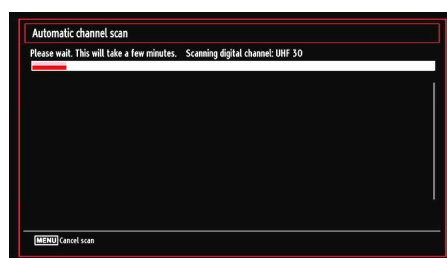 Automatic channel scan
Please wait. This will take a few minutes. Scanning digital channel: UHF 30
MENU Cancel scan